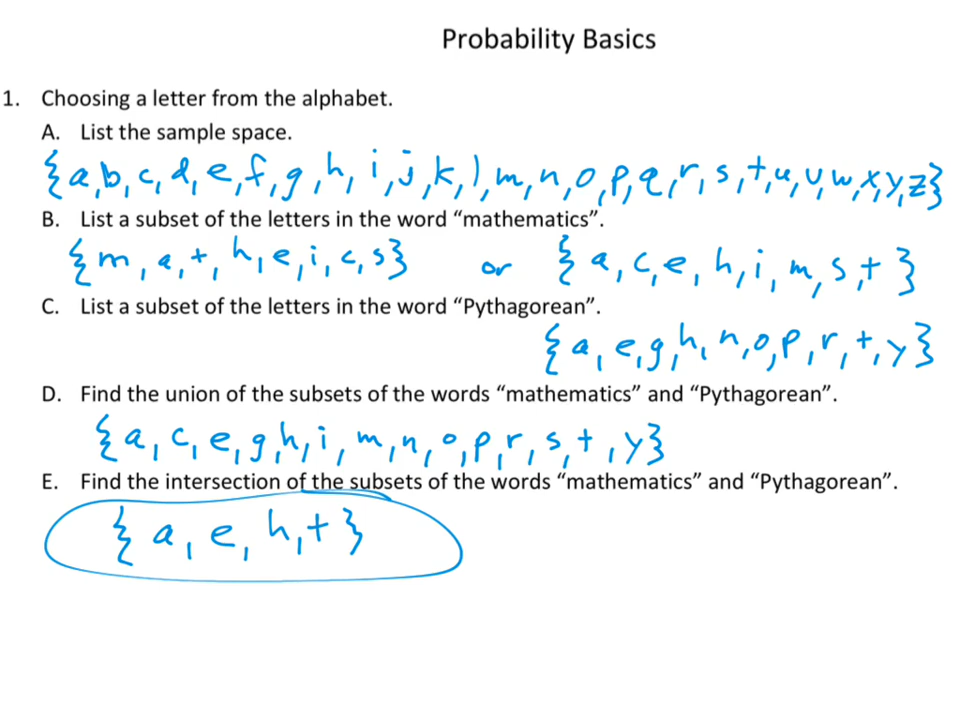 Probability Basics
1. Choosing a letter from the alphabet.
A. List the sample space.
{a,b,c,d,e,f,g,h,i,j,k,l,m,n,o,p,q,r,s,t,u,v,w,x,y,z}
B. List a subset of the letters in the word “mathematics”.
{m,a,t,h,e,i,c,s} or {a,c,e,h,i,m,s,t}
C. List a subset of the letters in the word “Pythagorean”.
{a,e,g,h,n,o,p,r,t,y}
D. Find the union of the subsets of the words “mathematics” and “Pythagorean”.
{a,c,e,g,h,i,m,n,o,p,r,s,t,y}
E. Find the intersection of the subsets of the words “mathematics” and “Pythagorean”.
{a,e,h,t}